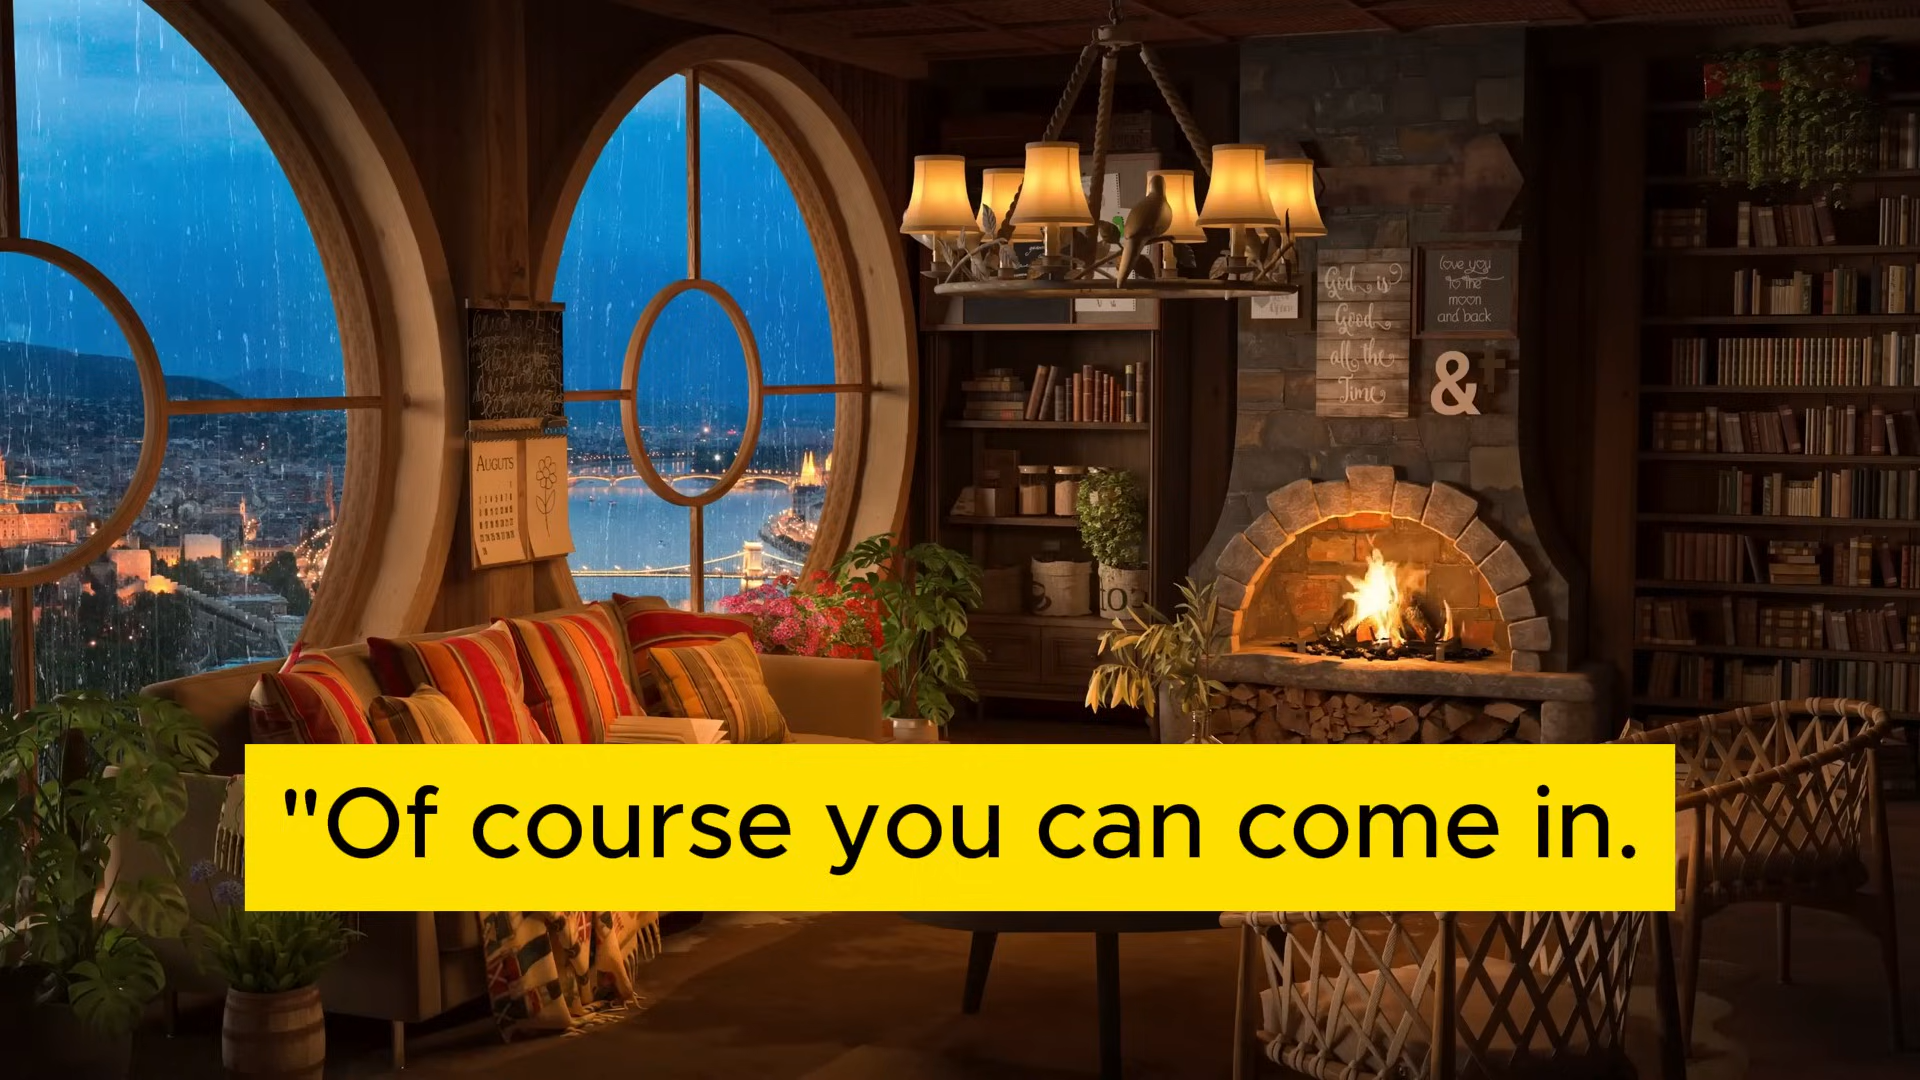 God is
Good
all the
Time
love you
to the
moon
and back
&
AUGUTS
"Of course you can come in.